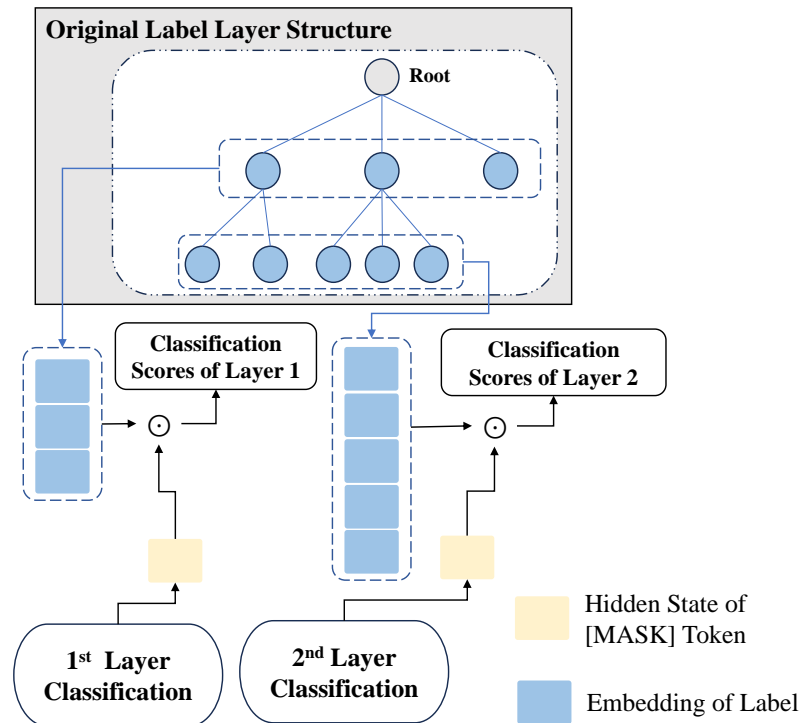 Original Label Layer Structure
Root
Classification
Scores of Layer 1
Classification
Scores of Layer 2
1st Layer
Classification
2nd Layer
Classification
Hidden State of
[MASK] Token
Embedding of Label